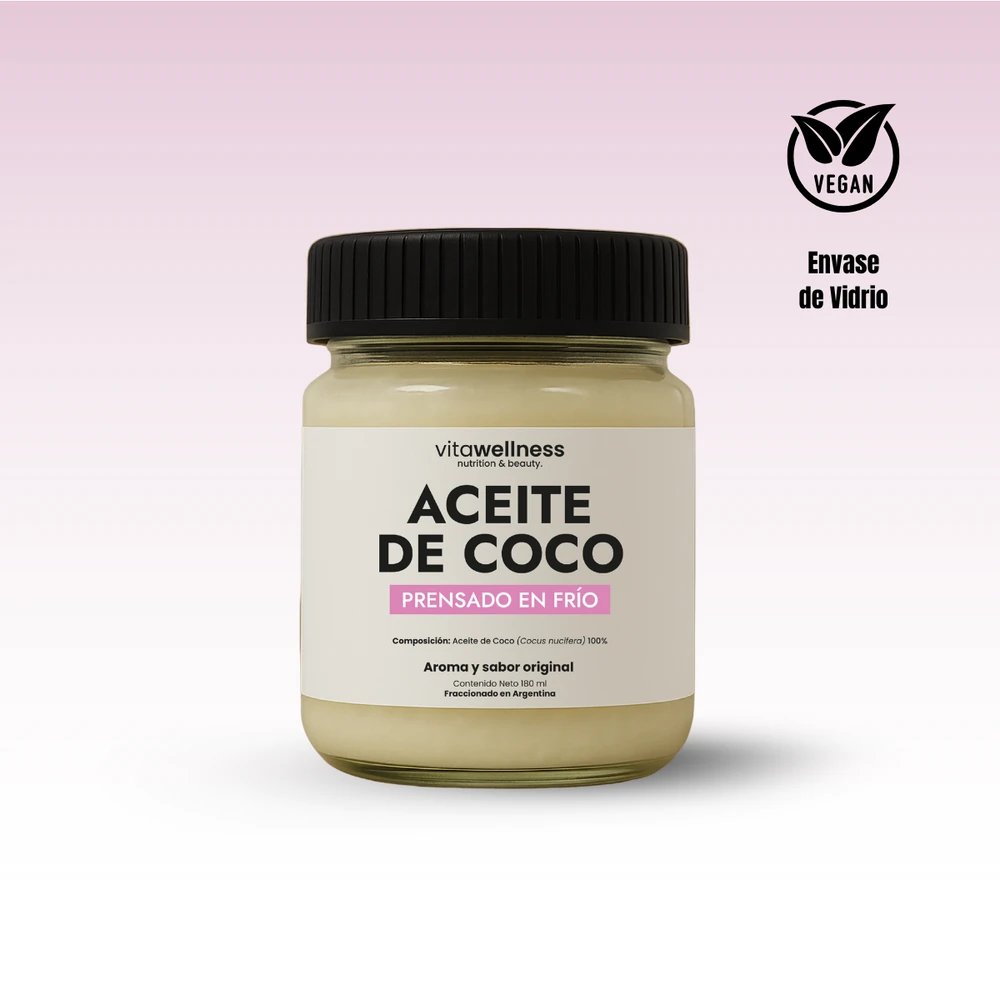 VEGAN
Envase
de Vidrio
vitawellness
nutrition & beauty.
ACEITE
DE COCO
PRENSADO EN FRÍO
Composición: Aceite de Coco (Cocus nucifera) 100%
Aroma y sabor original
Contenido Neto 180 ml
Fraccionado en Argentina